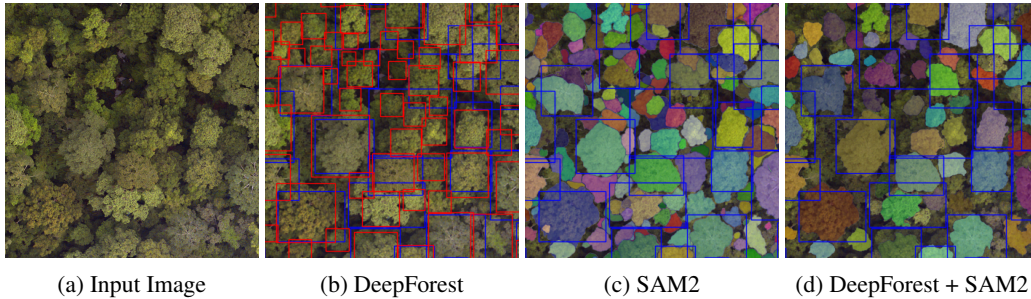 (a) Input Image
(b) DeepForest
(c) SAM2
(d) DeepForest + SAM2